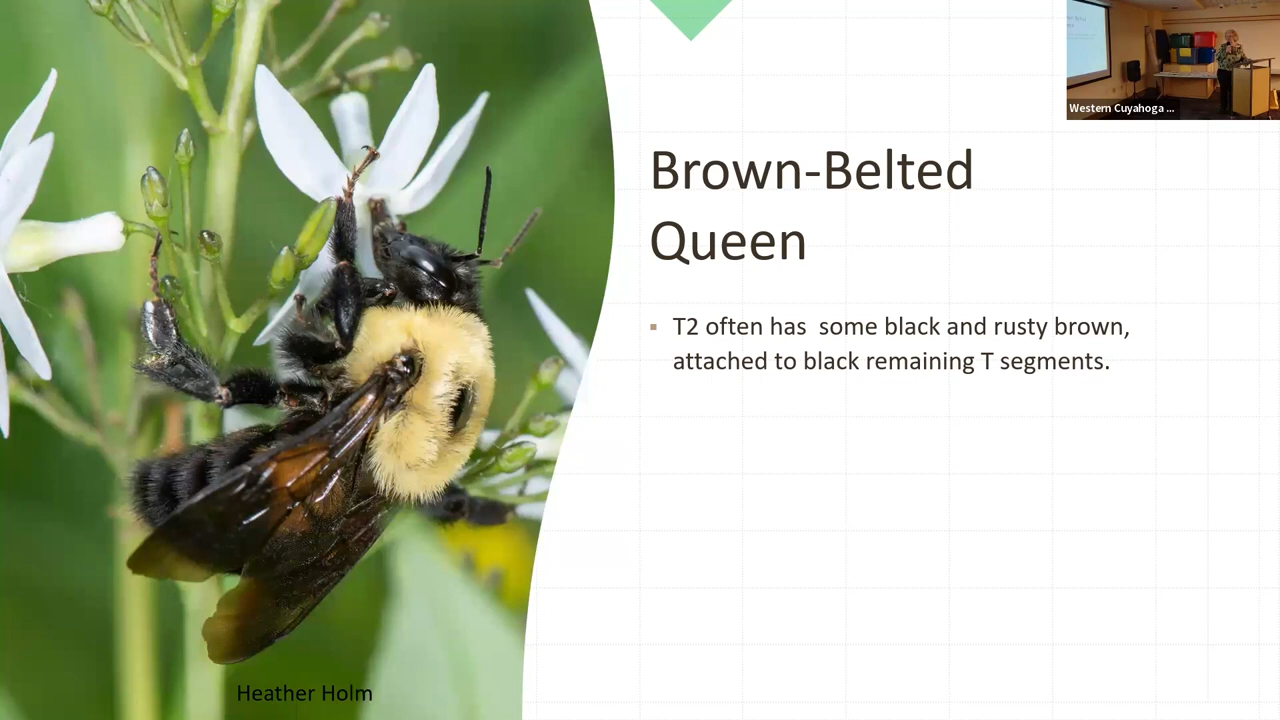 Western Cuyahoga ...
Brown-Belted
Queen
▪ T2 often has  some black and rusty brown,
attached to black remaining T segments.
Heather Holm